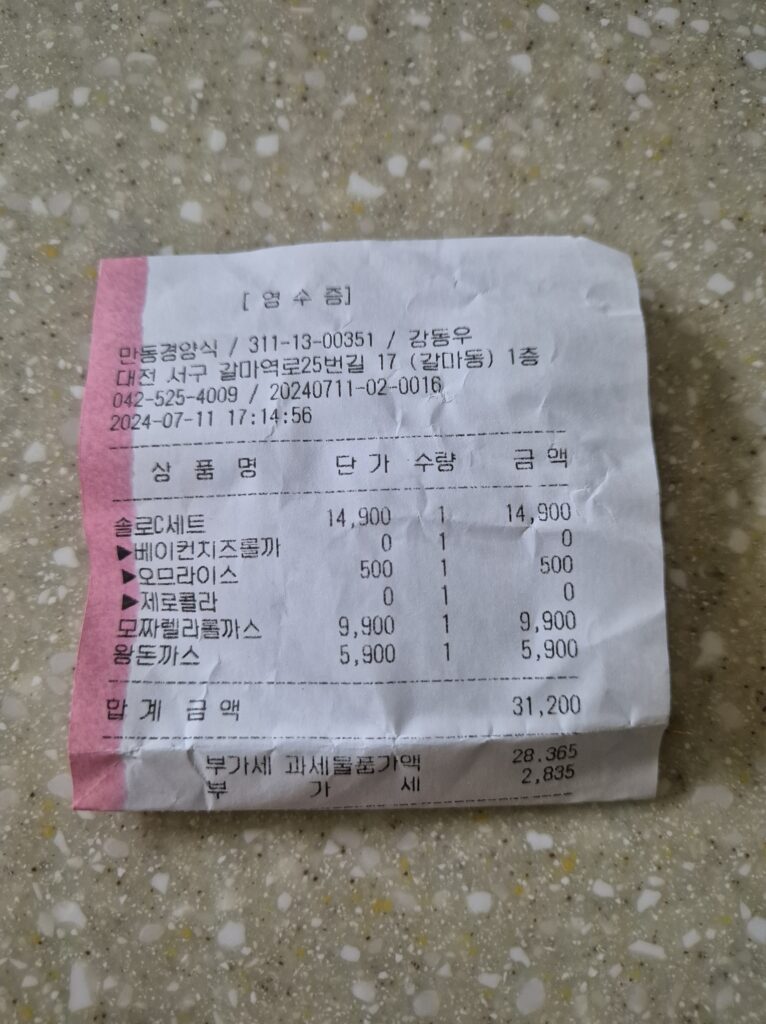 [ 영 수 증]
만동경양식 / 311-13-00351 / 강동우
대전 서구 갈마역로25번길 17 (갈마동) 1층
042-525-4009 / 20240711-02-0016
2024-07-11 17:14:56
상 품 명 단 가 수량 금 액
솔로C세트 14,900 1 14,900
▶베이컨치즈롤까 0 1 0
▶오므라이스 500 1 500
▶제로콜라 0 1 0
모짜렐라롤까스 9,900 1 9,900
왕돈까스 5,900 1 5,900
합 계 금 액 31,200
부가세 과세물품가액 28.365
부 가 세 2,835